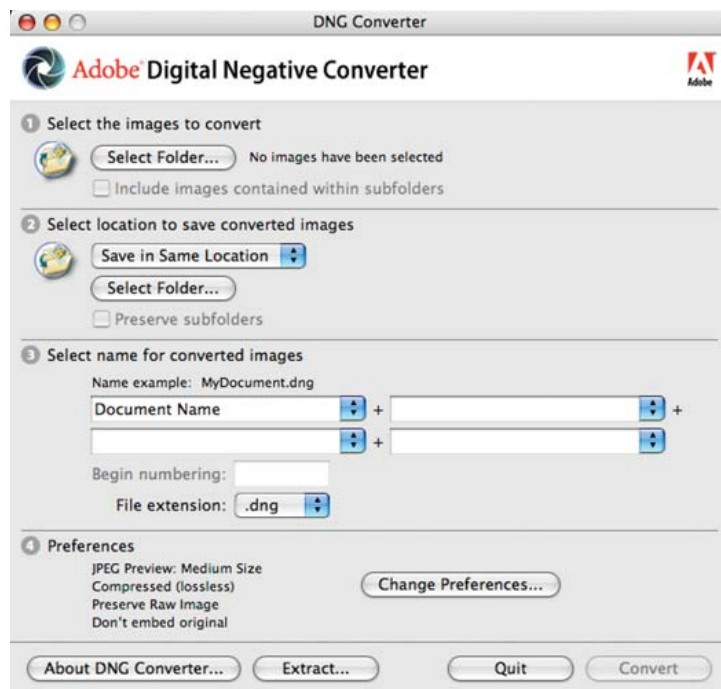 DNG Converter
Adobe® Digital Negative Converter
Adobe
1 Select the images to convert
Select Folder... No images have been selected
Include images contained within subfolders
2 Select location to save converted images
Save in Same Location
Select Folder...
Preserve subfolders
3 Select name for converted images
Name example: MyDocument.dng
Document Name + +
+
Begin numbering:
File extension: .dng
4 Preferences
JPEG Preview: Medium Size
Compressed (lossless)
Change Preferences...
Preserve Raw Image
Don't embed original
About DNG Converter... Extract... Quit Convert